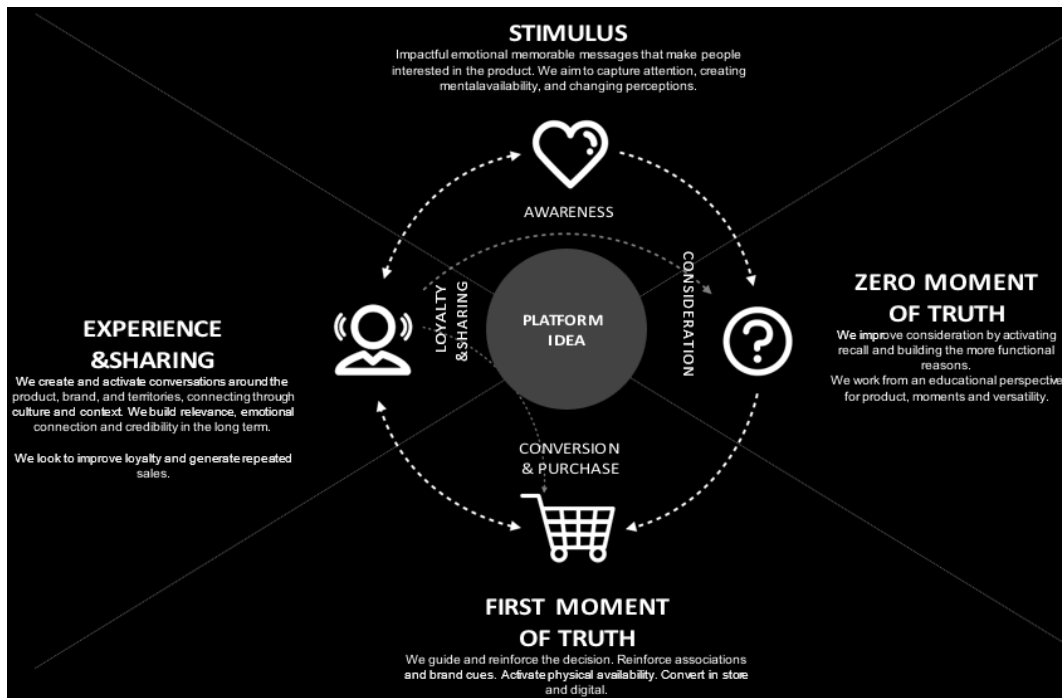 STIMULUS
Impactful emotional memorable messages that make people
interested in the product. We aim to capture attention, creating
mentalavailability, and changing perceptions.
AWARENESS
CONSIDERATION
LOYALTY
&SHARING
PLATFORM
IDEA
ZERO MOMENT
OF TRUTH
We improve consideration by activating
recall and building the more functional
reasons.
We work from an educational perspective
for product, moments and versatility.
EXPERIENCE
&SHARING
We create and activate conversations around the
product, brand, and territories, connecting through
culture and context. We build relevance, emotional
connection and credibility in the long term.
We look to improve loyalty and generate repeated
sales.
CONVERSION
& PURCHASE
FIRST MOMENT
OF TRUTH
We guide and reinforce the decision. Reinforce associations
and brand cues. Activate physical availability. Convert in store
and digital.